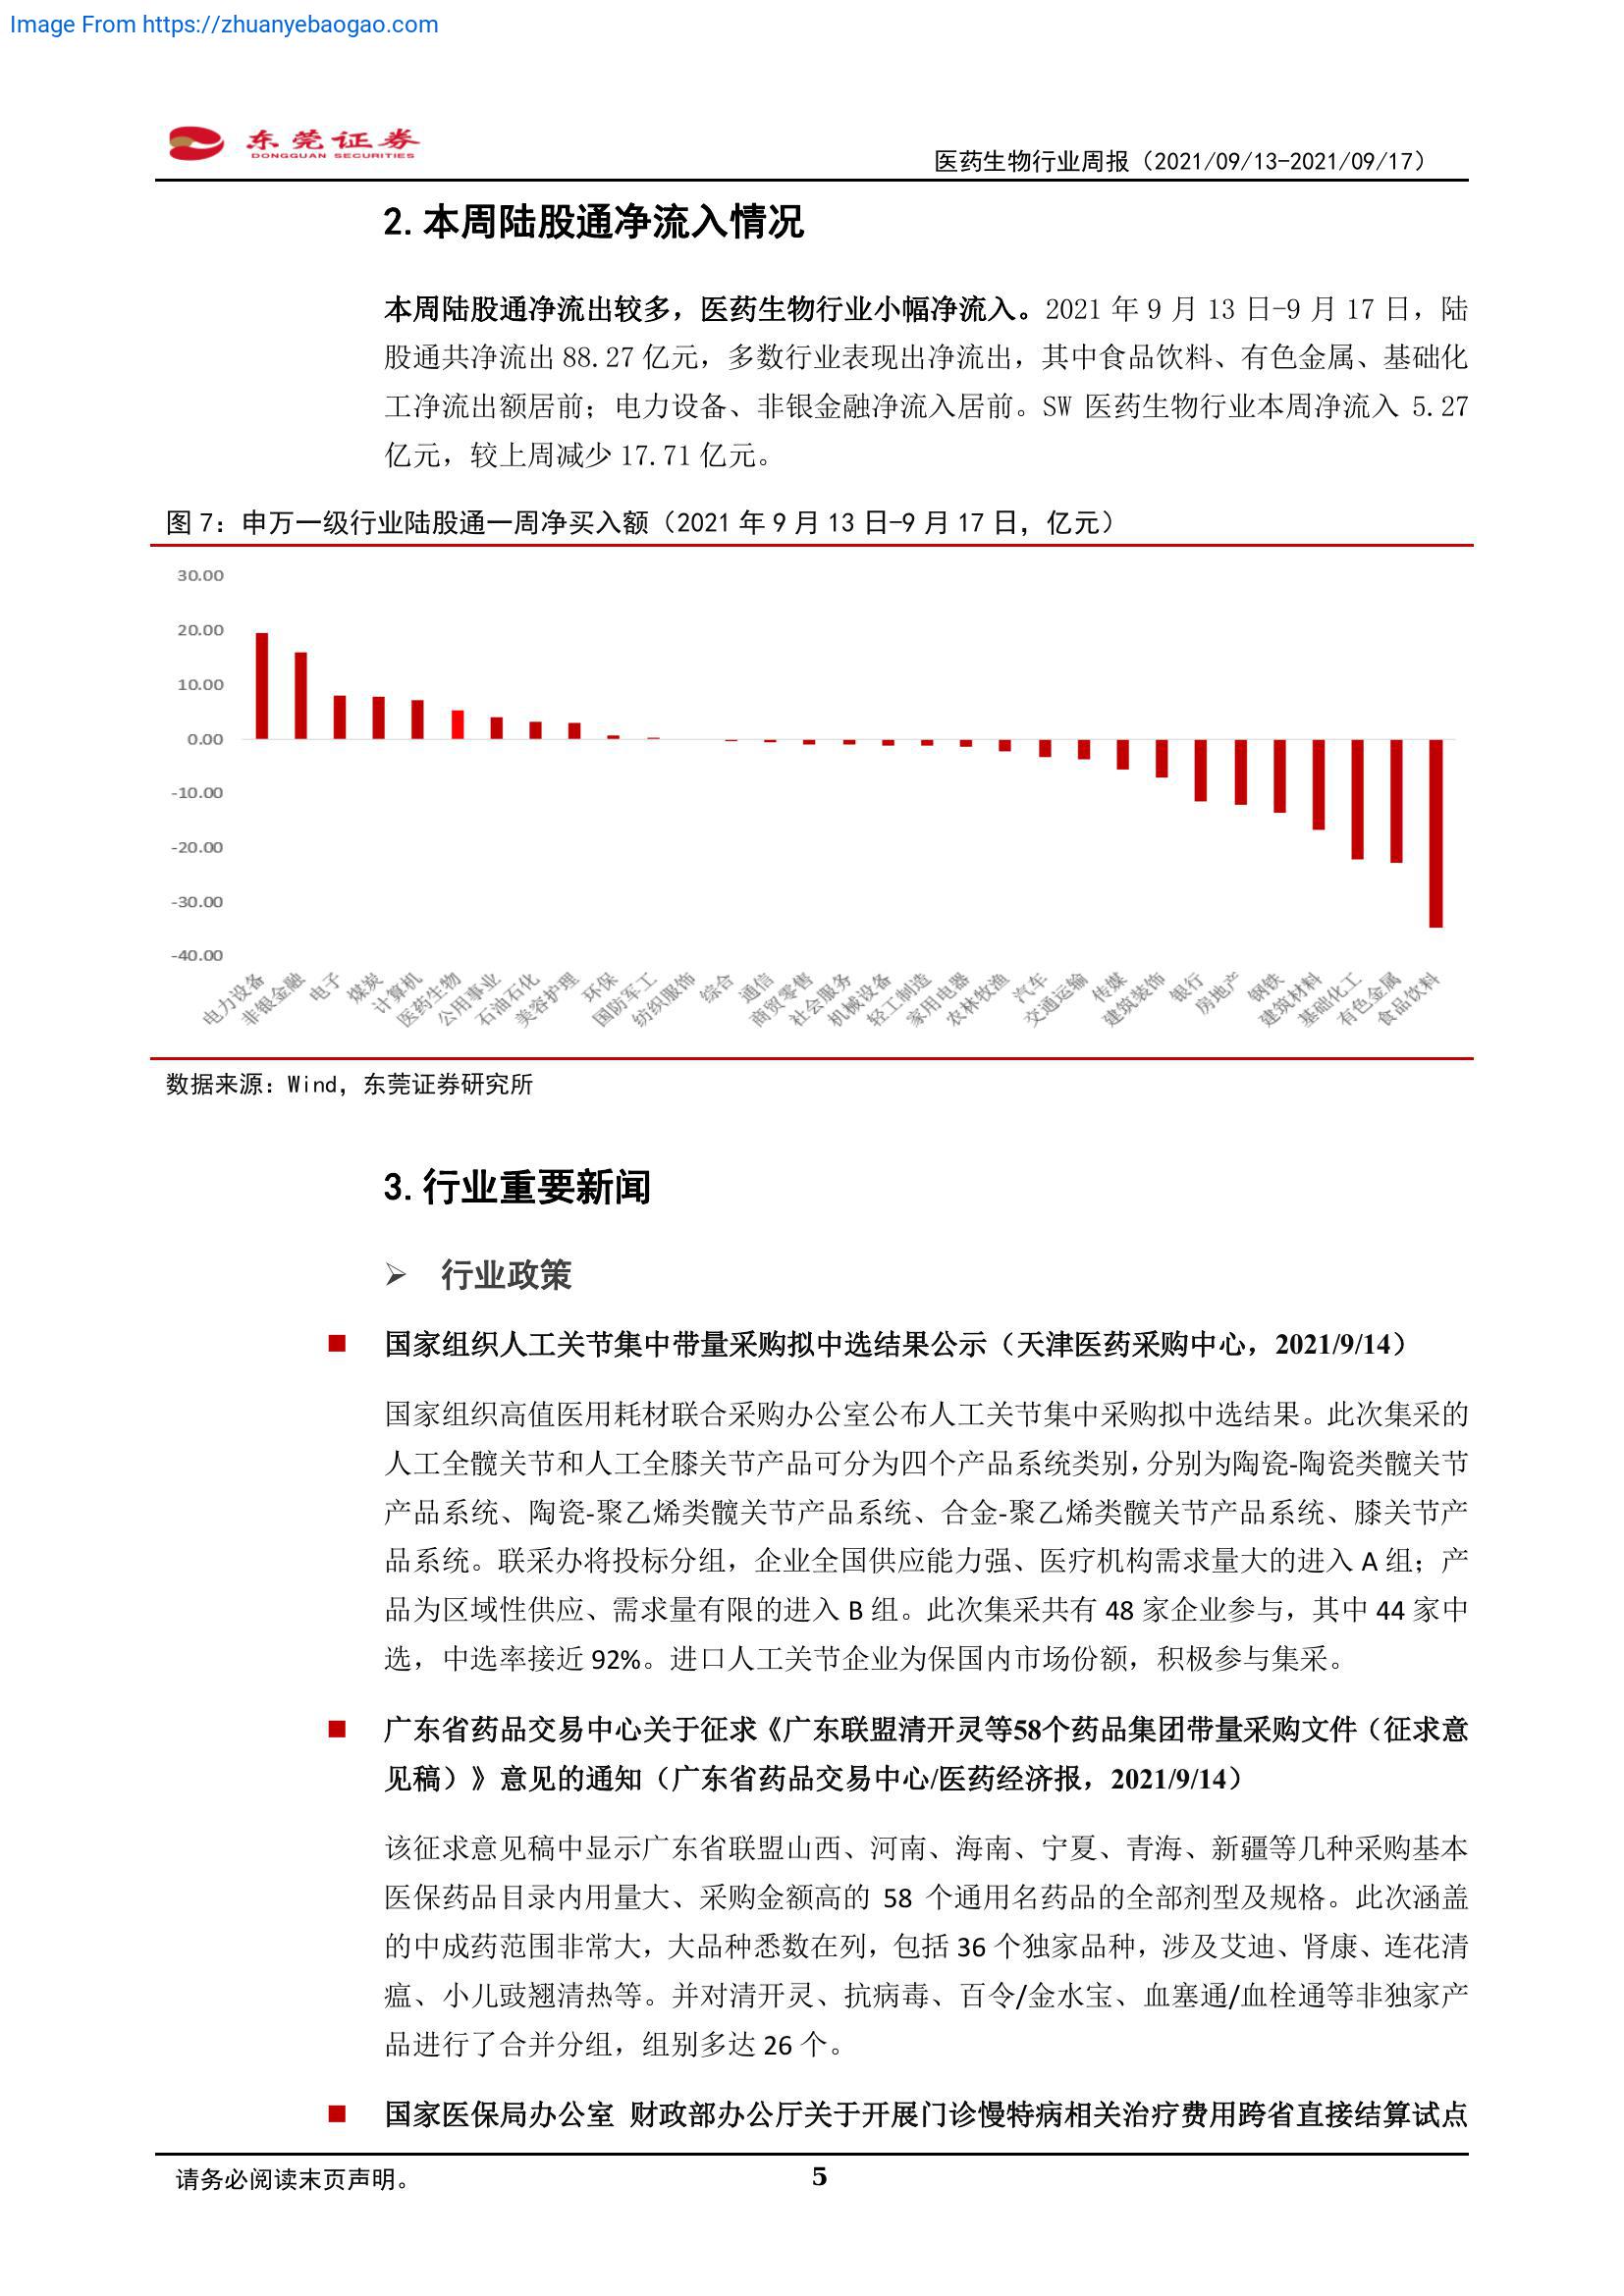 Image From https://zhuanyebaogao.com
东莞证券
DONGGUAN SECURITIES
医药生物行业周报（2021/09/13-2021/09/17）
2.本周陆股通净流入情况
本周陆股通净流出较多，医药生物行业小幅净流入。2021 年 9 月 13 日-9 月 17 日，陆
股通共净流出 88.27 亿元，多数行业表现出净流出，其中食品饮料、有色金属、基础化
工净流出额居前；电力设备、非银金融净流入居前。SW 医药生物行业本周净流入 5.27
亿元，较上周减少 17.71 亿元。
图 7：申万一级行业陆股通一周净买入额（2021 年 9 月 13 日-9 月 17 日，亿元）
30.00
20.00
10.00
0.00
-10.00
-20.00
-30.00
-40.00
电力设备
非银金融
电子
煤炭
计算机
医药生物
公用事业
石油石化
美容护理
环保
国防军工
纺织服饰
综合
通信
商贸零售
社会服务
机械设备
轻工制造
家用电器
农林牧渔
汽车
交通运输
传媒
建筑装饰
银行
房地产
钢铁
建筑材料
基础化工
有色金属
食品饮料
数据来源：Wind，东莞证券研究所
3.行业重要新闻
行业政策
国家组织人工关节集中带量采购拟中选结果公示（天津医药采购中心，2021/9/14）
国家组织高值医用耗材联合采购办公室公布人工关节集中采购拟中选结果。此次集采的
人工全髋关节和人工全膝关节产品可分为四个产品系统类别，分别为陶瓷-陶瓷类髋关节
产品系统、陶瓷-聚乙烯类髋关节产品系统、合金-聚乙烯类髋关节产品系统、膝关节产
品系统。联采办将投标分组，企业全国供应能力强、医疗机构需求量大的进入 A 组；产
品为区域性供应、需求量有限的进入 B 组。此次集采共有 48 家企业参与，其中 44 家中
选，中选率接近 92%。进口人工关节企业为保国内市场份额，积极参与集采。
广东省药品交易中心关于征求《广东联盟清开灵等58个药品集团带量采购文件（征求意
见稿）》意见的通知（广东省药品交易中心/医药经济报，2021/9/14）
该征求意见稿中显示广东省联盟山西、河南、海南、宁夏、青海、新疆等几种采购基本
医保药品目录内用量大、采购金额高的 58 个通用名药品的全部剂型及规格。此次涵盖
的中成药范围非常大，大品种悉数在列，包括 36 个独家品种，涉及艾迪、肾康、连花清
瘟、小儿豉翘清热等。并对清开灵、抗病毒、百令/金水宝、血塞通/血栓通等非独家产
品进行了合并分组，组别多达 26 个。
国家医保局办公室 财政部办公厅关于开展门诊慢特病相关治疗费用跨省直接结算试点
请务必阅读末页声明。
5